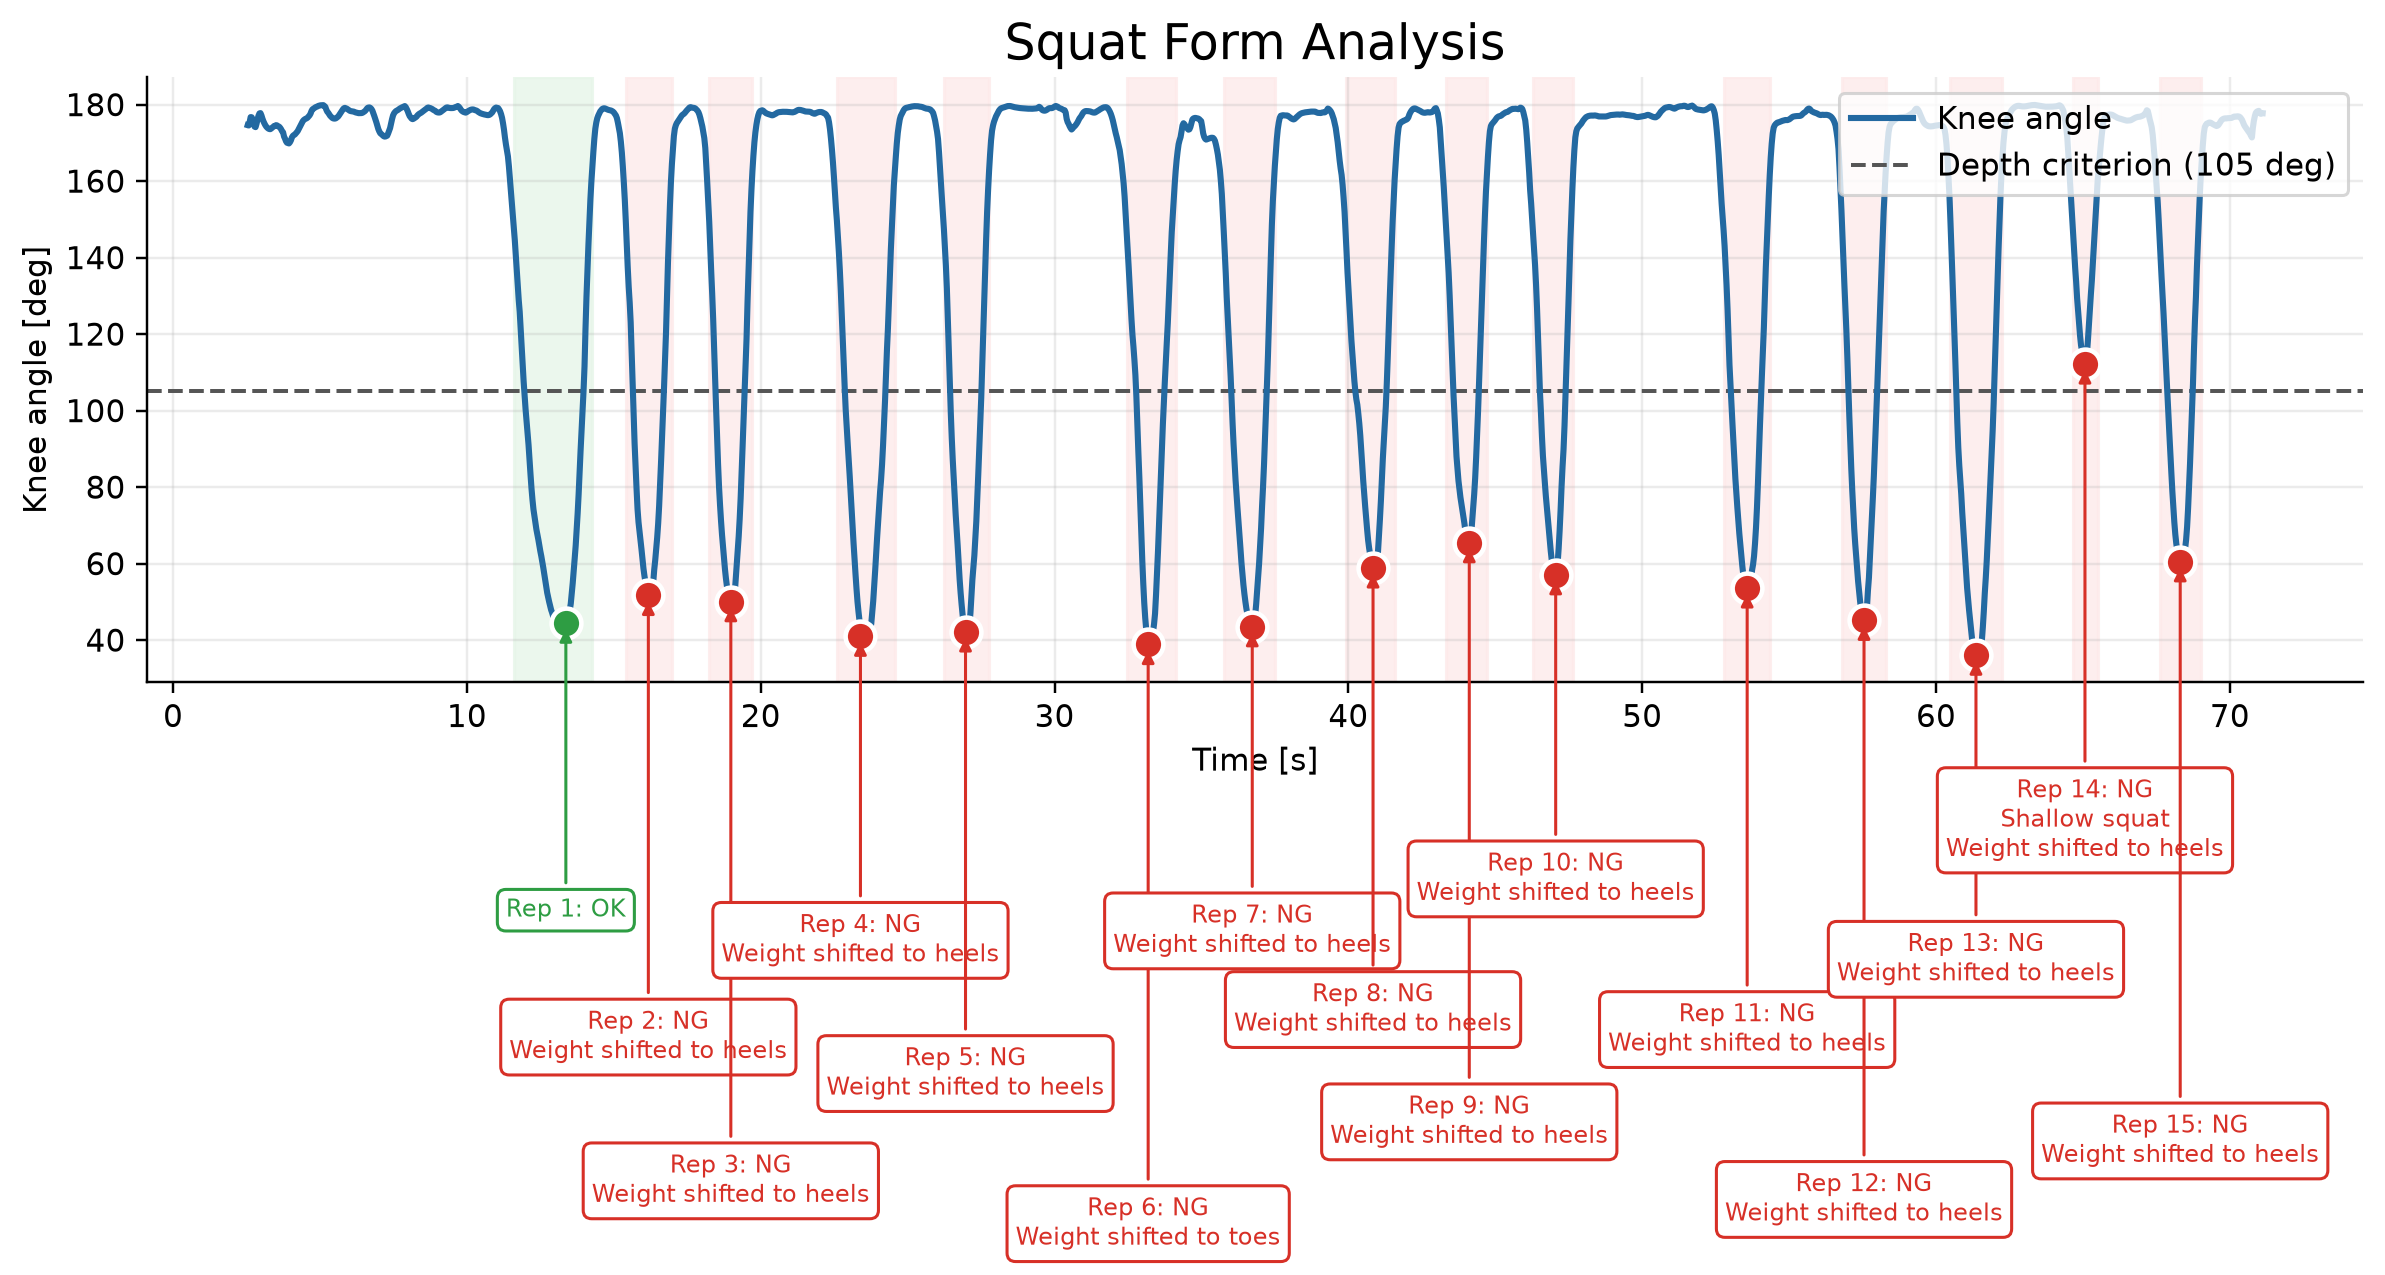 Squat Form Analysis
Knee angle
Depth criterion (105 deg)
Knee angle [deg]
180
160
140
120
100
80
60
40
0
10
20
30
40
50
60
70
Time [s]
Rep 1: OK
Rep 2: NG
Weight shifted to heels
Rep 3: NG
Weight shifted to heels
Rep 4: NG
Weight shifted to heels
Rep 5: NG
Weight shifted to heels
Rep 6: NG
Weight shifted to toes
Rep 7: NG
Weight shifted to heels
Rep 8: NG
Weight shifted to heels
Rep 9: NG
Weight shifted to heels
Rep 10: NG
Weight shifted to heels
Rep 11: NG
Weight shifted to heels
Rep 12: NG
Weight shifted to heels
Rep 13: NG
Weight shifted to heels
Rep 14: NG
Shallow squat
Weight shifted to heels
Rep 15: NG
Weight shifted to heels